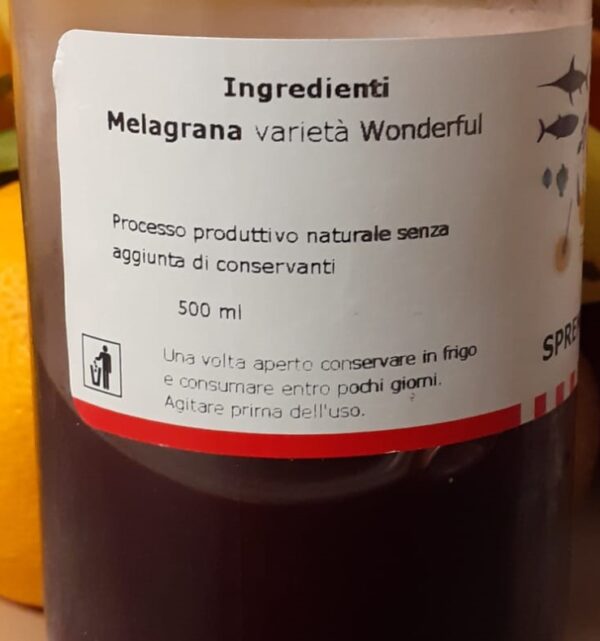 Ingredienti
Melagrana varietà Wonderful
Processo produttivo naturale senza
aggiunta di conservanti
500 ml
Una volta aperto conservare in frigo
e consumare entro pochi giorni.
Agitare prima dell'uso.